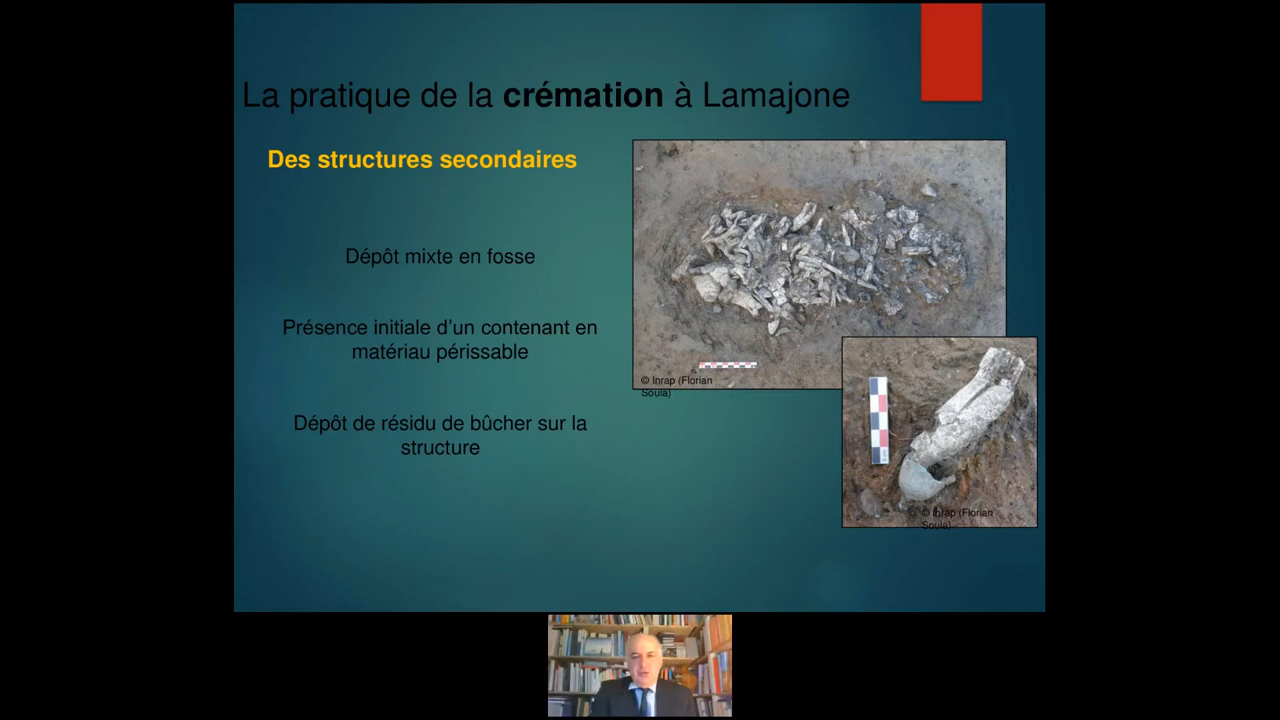 La pratique de la crémation à Lamajone
Des structures secondaires
Dépôt mixte en fosse
Présence initiale d'un contenant en
matériau périssable
Dépôt de résidu de bûcher sur la
structure
© Inrap (Florian
Soula)
© Inrap (Florian
Soula)